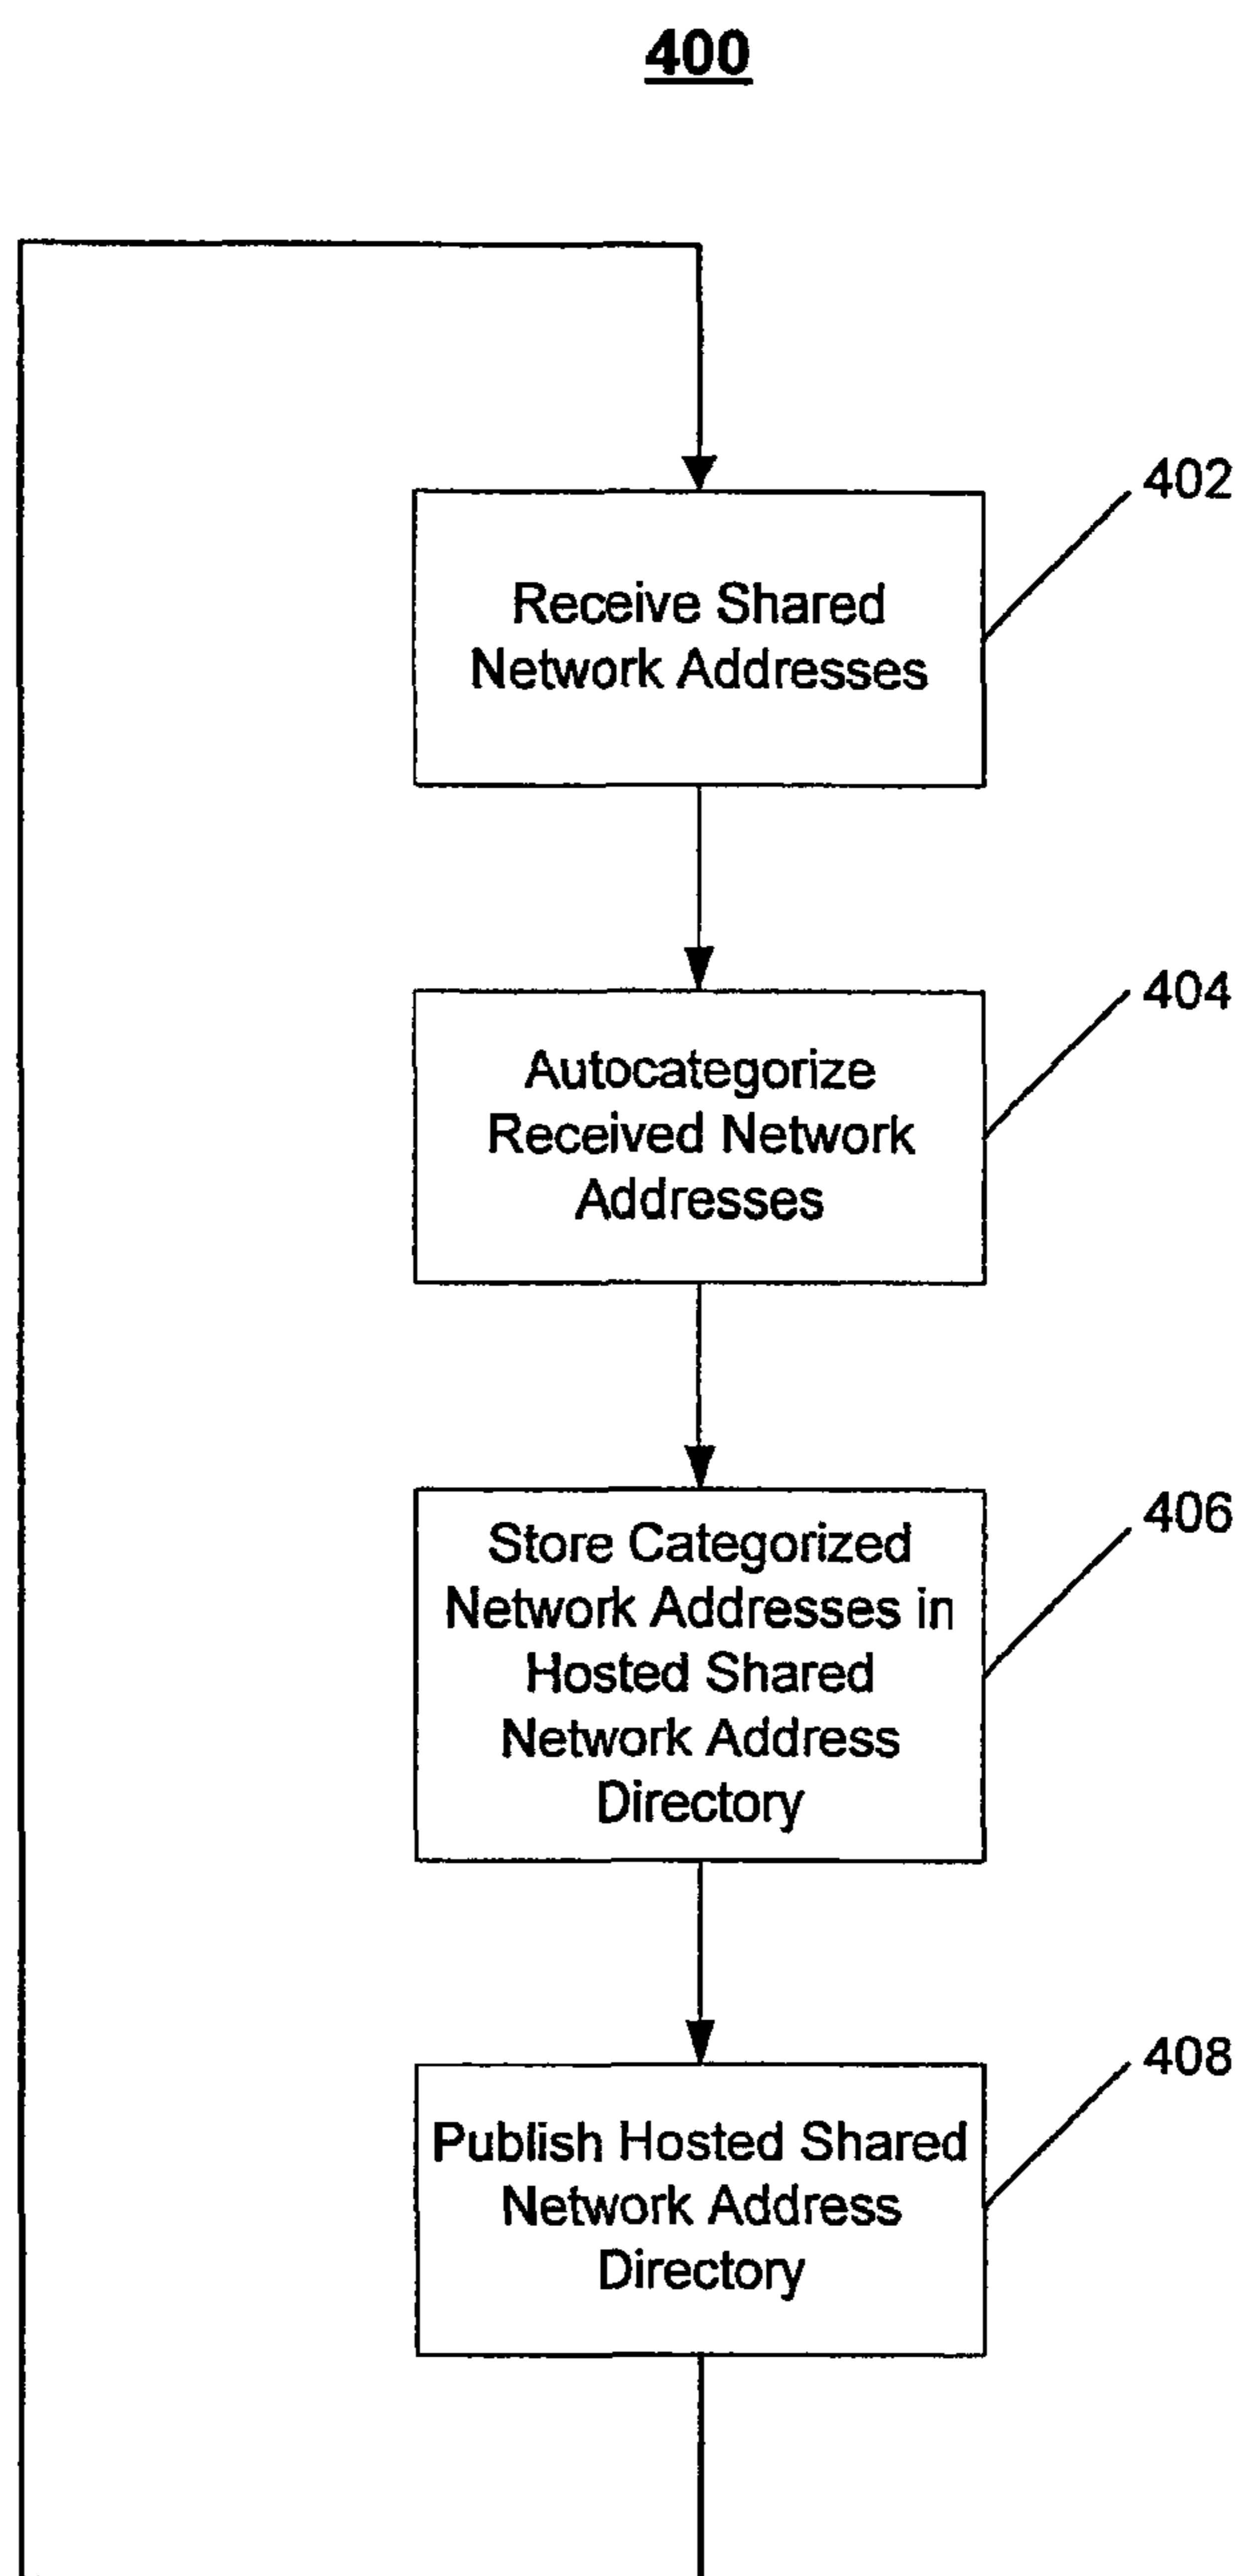 400
402
Receive Shared
Network Addresses
404
Autocategorize
Received Network
Addresses
406
Store Categorized
Network Addresses in
Hosted Shared
Network Address
Directory
408
Publish Hosted Shared
Network Address
Directory